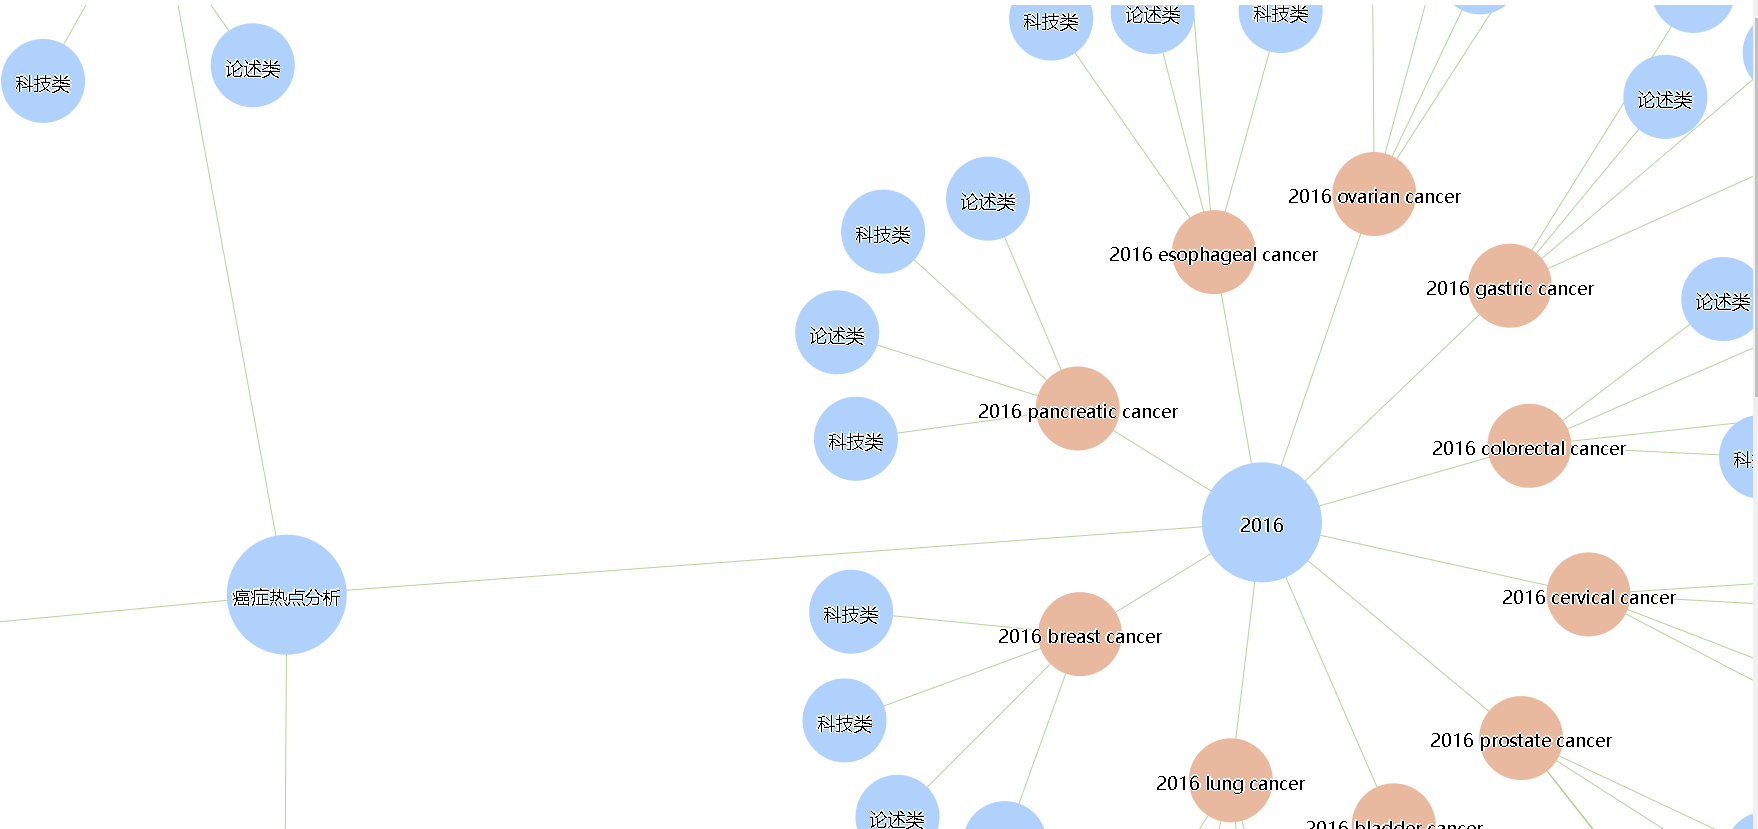 科技类
论述类
科技类
科技类
论述类
论述类
科技类
论述类
2016 ovarian cancer
2016 esophageal cancer
2016 gastric cancer
论述类
论述类
2016 pancreatic cancer
科技类
2016 colorectal cancer
科
2016
癌症热点分析
2016 cervical cancer
科技类
2016 breast cancer
科技类
2016 prostate cancer
2016 lung cancer
论述类
2016 bladder cancer